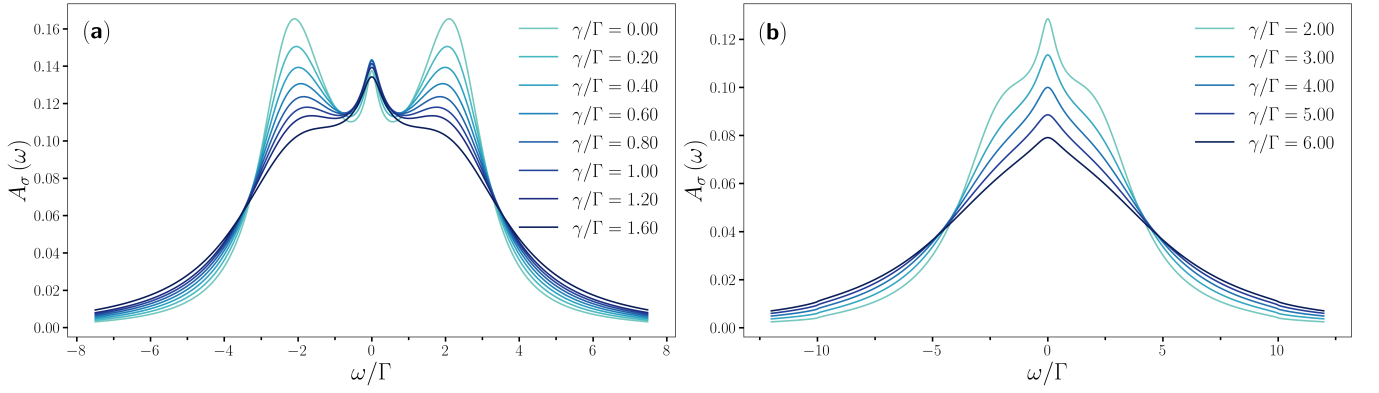 (a)
A_σ(ω)
0.16
0.14
0.12
0.10
0.08
0.06
0.04
0.02
0.00
−8
−6
−4
−2
0
2
4
6
8
ω/Γ
γ/Γ = 0.00
γ/Γ = 0.20
γ/Γ = 0.40
γ/Γ = 0.60
γ/Γ = 0.80
γ/Γ = 1.00
γ/Γ = 1.20
γ/Γ = 1.60
(b)
A_σ(ω)
0.12
0.10
0.08
0.06
0.04
0.02
0.00
−10
−5
0
5
10
ω/Γ
γ/Γ = 2.00
γ/Γ = 3.00
γ/Γ = 4.00
γ/Γ = 5.00
γ/Γ = 6.00